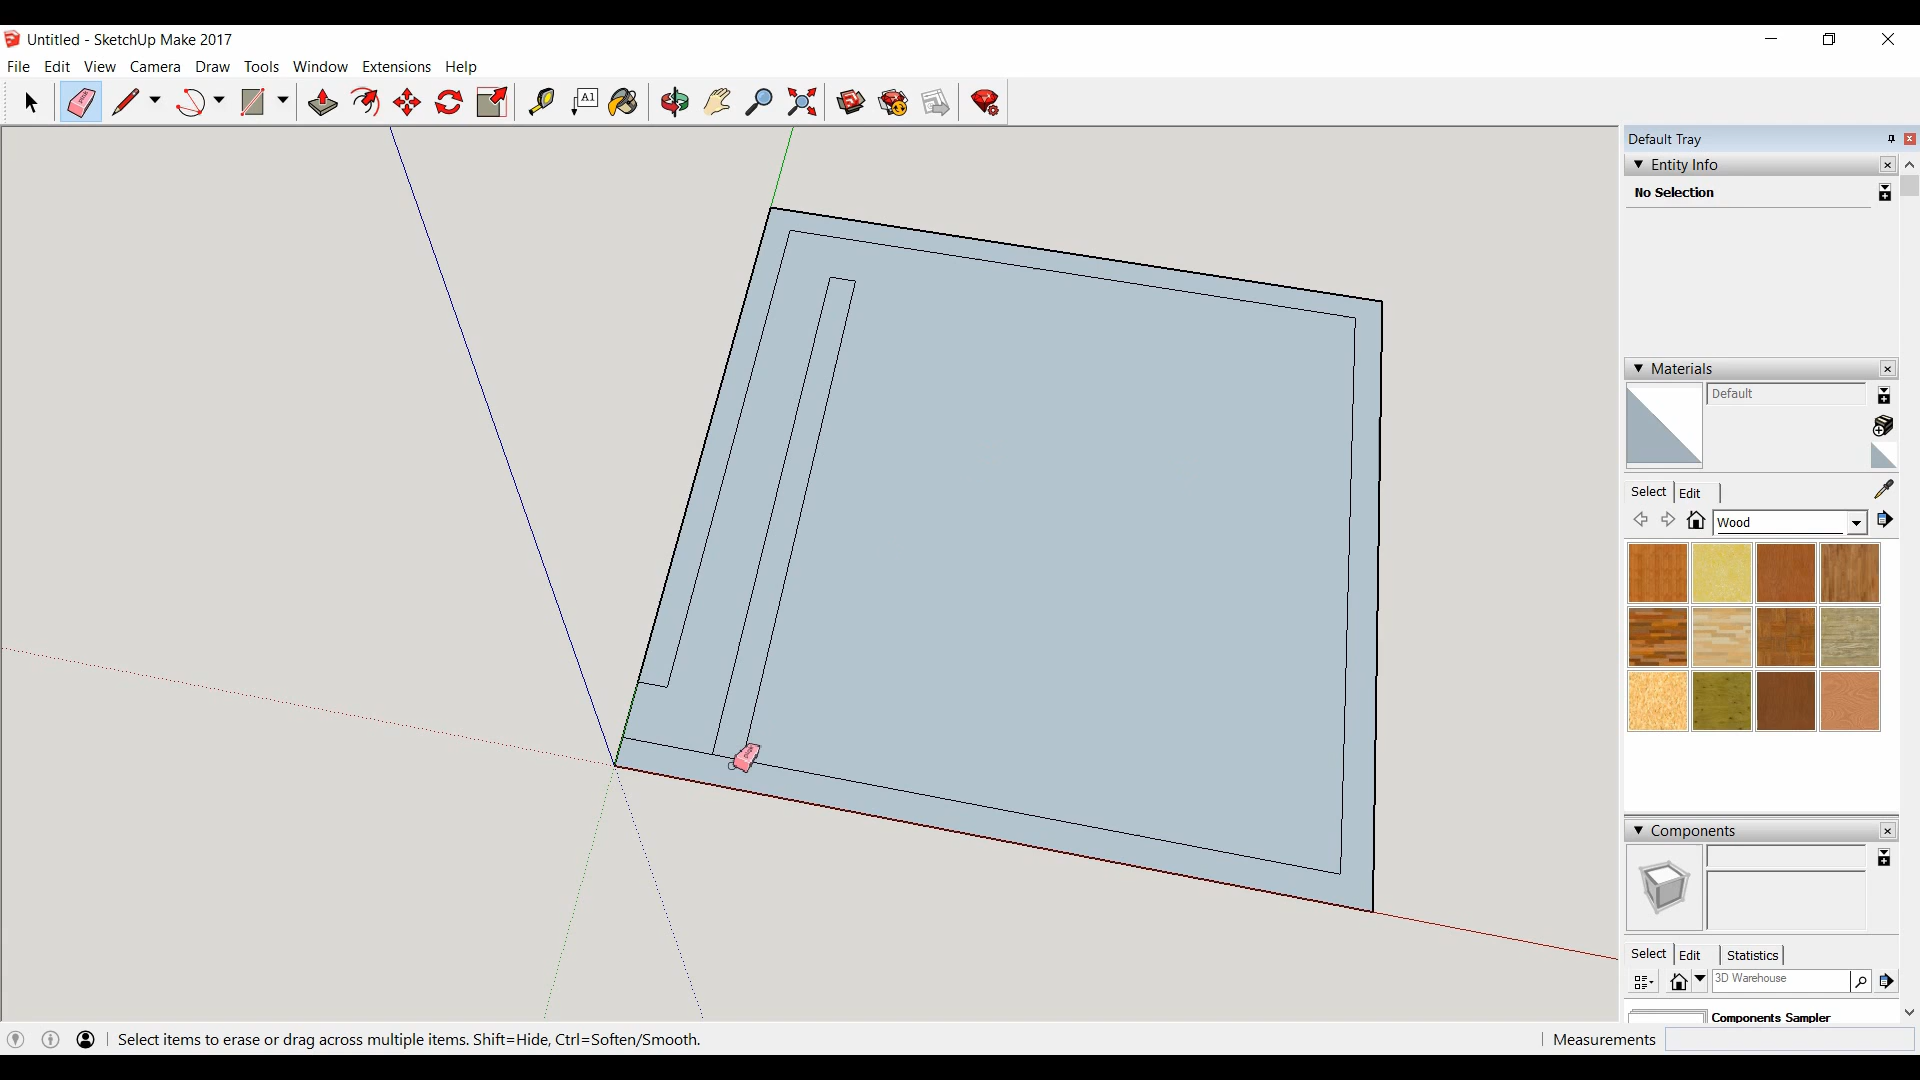 Untitled - SketchUp Make 2017
File Edit View Camera Draw Tools Window Extensions Help
A1
Default Tray
Entity Info
No Selection
Materials
Default
Select Edit
Wood
Components
Select Edit Statistics
3D Warehouse
Components Sampler
Select items to erase or drag across multiple items. Shift=Hide, Ctrl=Soften/Smooth.
Measurements